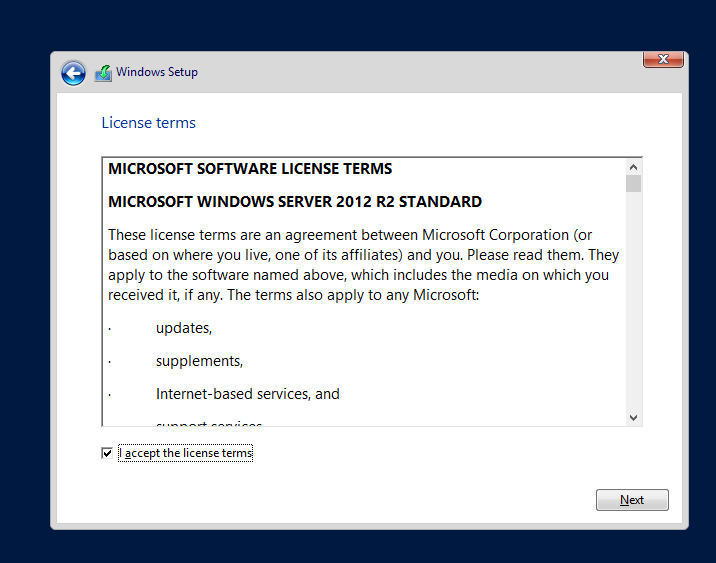 Windows Setup
License terms
MICROSOFT SOFTWARE LICENSE TERMS
MICROSOFT WINDOWS SERVER 2012 R2 STANDARD
These license terms are an agreement between Microsoft Corporation (or
based on where you live, one of its affiliates) and you. Please read them. They
apply to the software named above, which includes the media on which you
received it, if any. The terms also apply to any Microsoft:
· updates,
· supplements,
· Internet-based services, and
support services
I accept the license terms
Next